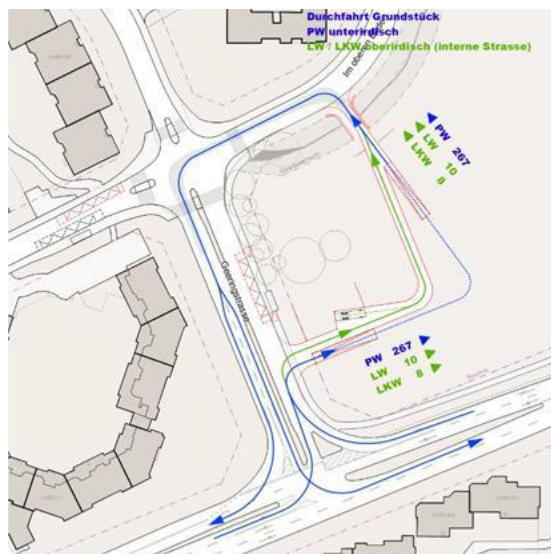 Durchfahrt Grundstück
PW unterirdisch
LW / LKW oberirdisch (interne Strasse)
Im oberen Boden
PW 267
LW 10
LKW 8
Geeringstrasse
PW 267
LW 10
LKW 8